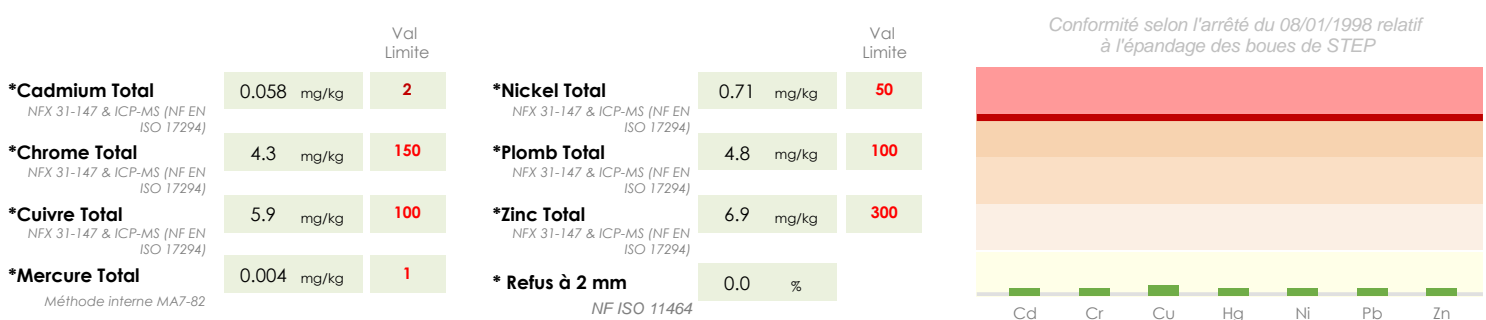 Val
Limite
*Cadmium Total 0.058 mg/kg 2
NFX 31-147 & ICP-MS (NF EN
ISO 17294)
*Chrome Total 4.3 mg/kg 150
NFX 31-147 & ICP-MS (NF EN
ISO 17294)
*Cuivre Total 5.9 mg/kg 100
NFX 31-147 & ICP-MS (NF EN
ISO 17294)
*Mercure Total 0.004 mg/kg 1
Méthode interne MA7-82
Val
Limite
*Nickel Total 0.71 mg/kg 50
NFX 31-147 & ICP-MS (NF EN
ISO 17294)
*Plomb Total 4.8 mg/kg 100
NFX 31-147 & ICP-MS (NF EN
ISO 17294)
*Zinc Total 6.9 mg/kg 300
NFX 31-147 & ICP-MS (NF EN
ISO 17294)
* Refus à 2 mm 0.0 %
NF ISO 11464
Conformité selon l'arrêté du 08/01/1998 relatif
à l'épandage des boues de STEP
Cd Cr Cu Hg Ni Pb Zn